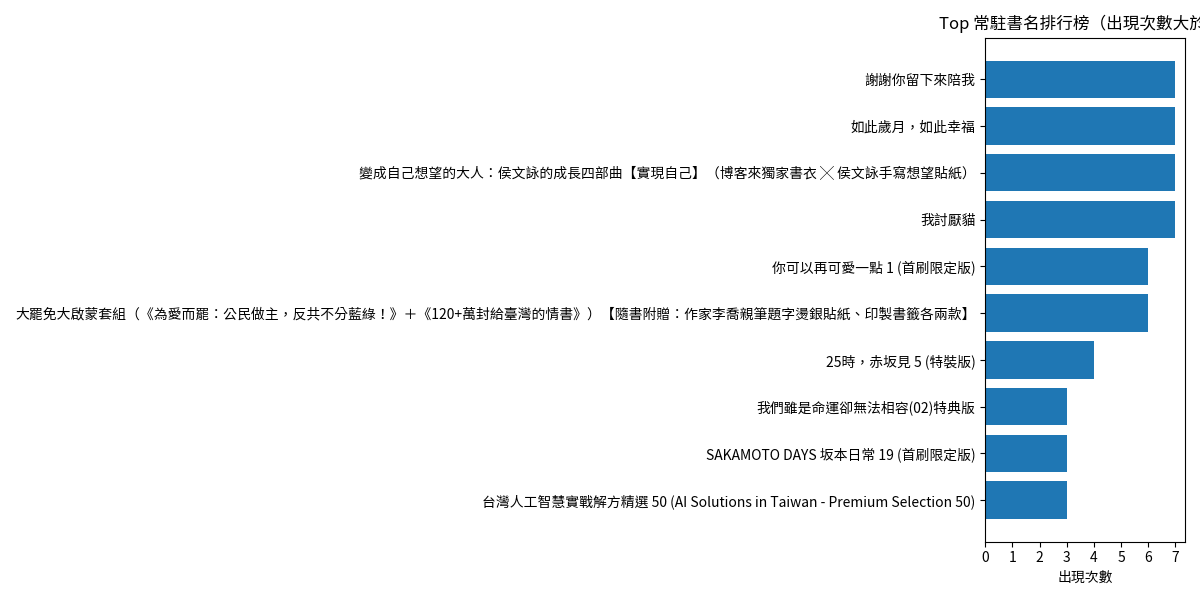 Top 常駐書名排行榜（出現次數大於
謝謝你留下來陪我
如此歲月，如此幸福
變成自己想望的大人：侯文詠的成長四部曲【實現自己】（博客來獨家書衣╳侯文詠手寫想望貼紙）
我討厭貓
你可以再可愛一點 1 (首刷限定版)
大罷免大啟蒙套組（《為愛而罷：公民做主，反共不分藍綠！》＋《120+萬封給臺灣的情書》）【隨書附贈：作家李喬親筆題字燙銀貼紙、印製書籤各兩款】
25時，赤坂見 5 (特裝版)
我們雖是命運卻無法相容(02)特典版
SAKAMOTO DAYS 坂本日常 19 (首刷限定版)
台灣人工智慧實戰解方精選 50 (AI Solutions in Taiwan - Premium Selection 50)
0 1 2 3 4 5 6 7
出現次數